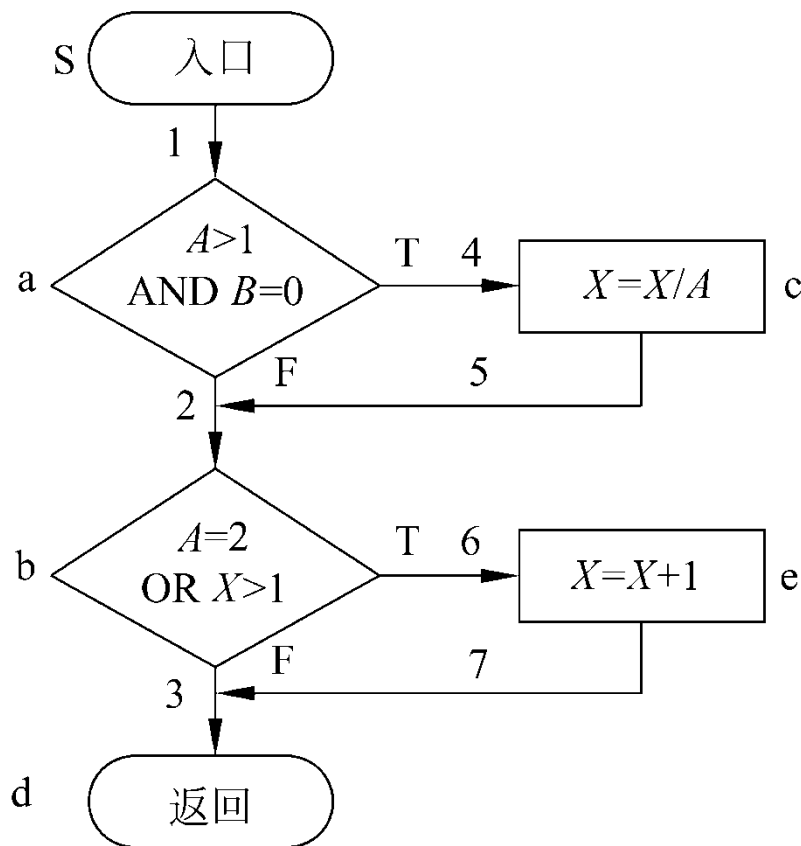 S
入口
1
a
A>1
AND B=0
T
4
X=X/A
c
F
5
2
b
A=2
OR X>1
T
6
X=X+1
e
F
7
3
d
返回